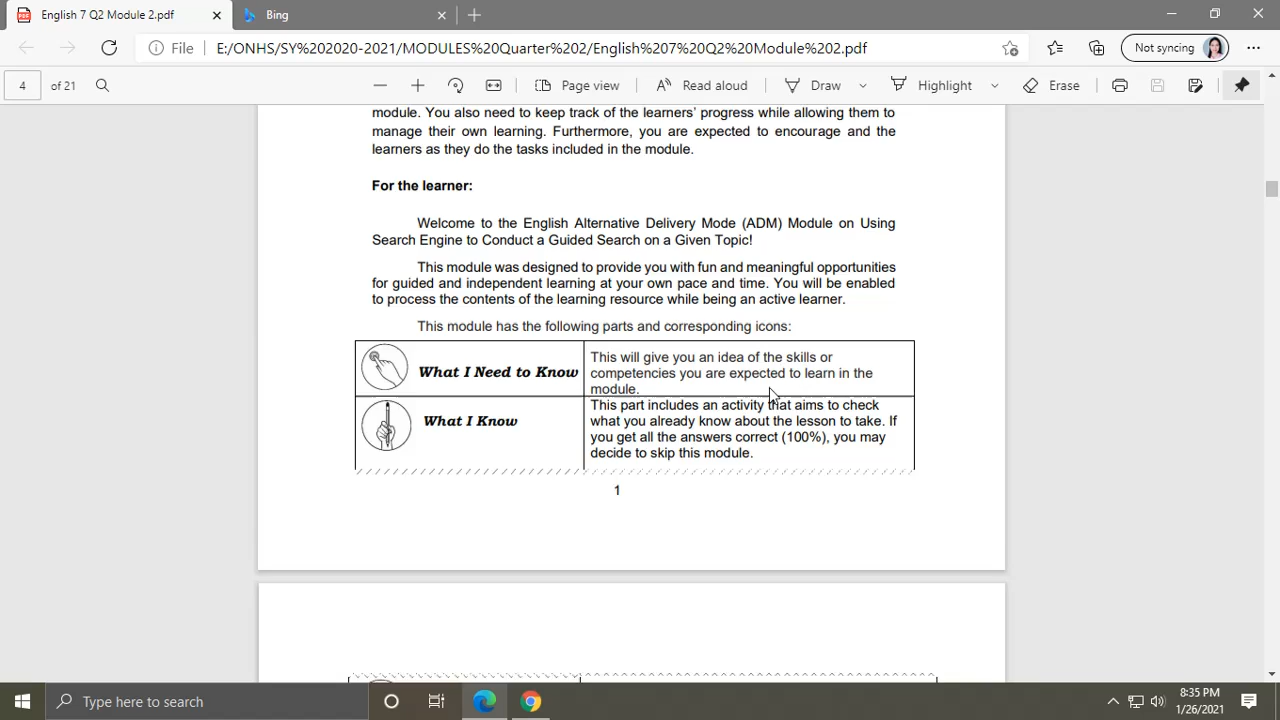 English 7 Q2 Module 2.pdf
Bing
File
E:/ONHS/SY%202020-2021/MODULES%20Quarter%202/English%207%20Q2%20Module%202.pdf
Not syncing
4 of 21
Page view
Read aloud
Draw
Highlight
Erase
module. You also need to keep track of the learners' progress while allowing them to
manage their own learning. Furthermore, you are expected to encourage and the
learners as they do the tasks included in the module.
For the learner:
Welcome to the English Alternative Delivery Mode (ADM) Module on Using
Search Engine to Conduct a Guided Search on a Given Topic!
This module was designed to provide you with fun and meaningful opportunities
for guided and independent learning at your own pace and time. You will be enabled
to process the contents of the learning resource while being an active learner.
This module has the following parts and corresponding icons:
What I Need to Know
This will give you an idea of the skills or
competencies you are expected to learn in the
module.
What I Know
This part includes an activity that aims to check
what you already know about the lesson to take. If
you get all the answers correct (100%), you may
decide to skip this module.
1
Type here to search
8:35 PM
1/26/2021